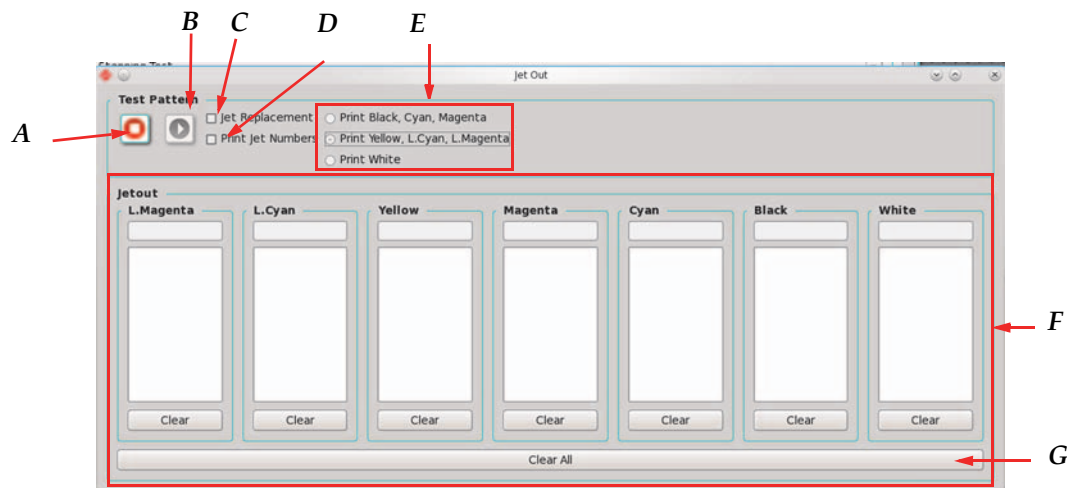 B C D E
Jet Out
Test Pattern
A
Jet Replacement
Print Black, Cyan, Magenta
Print Jet Numbers
Print Yellow, L.Cyan, L.Magenta
Print White
Jetout
L.Magenta L.Cyan Yellow Magenta Cyan Black White
F
Clear Clear Clear Clear Clear Clear Clear
Clear All
G